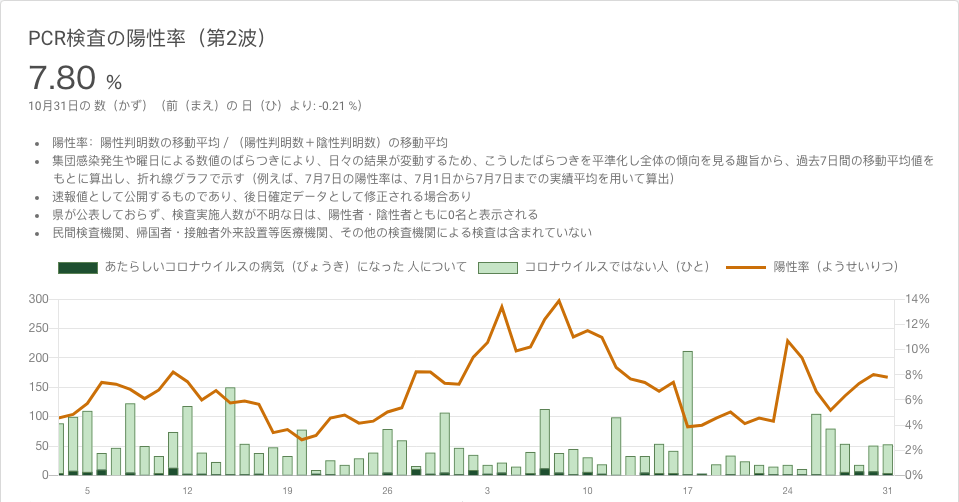 PCR検査の陽性率（第2波）
7.80 %
10月31日の 数（かず）（前（まえ）の 日（ひ）より: -0.21 %）
• 陽性率： 陽性判明数の移動平均 / （陽性判明数＋陰性判明数）の移動平均
• 集団感染発生や曜日による数値のばらつきにより、日々の結果が変動するため、こうしたばらつきを平準化し全体の傾向を見る趣旨から、過去7日間の移動平均値を
もとに算出し、折れ線グラフで示す（例えば、7月7日の陽性率は、7月1日から7月7日までの実績平均を用いて算出）
• 速報値として公開するものであり、後日確定データとして修正される場合あり
• 県が公表しておらず、検査実施人数が不明な日は、陽性者・陰性者ともに0名と表示される
• 民間検査機関、帰国者・接触者外来設置等医療機関、その他の検査機関による検査は含まれていない
あたらしいコロナウイルスの病気（びょうき）になった 人について コロナウイルスではない人（ひと） 陽性率（ようせいりつ）
300 14%
12%
250
10%
200
8%
150
6%
100
4%
50
2%
0 0%
5 12 19 26 3 10 17 24 31